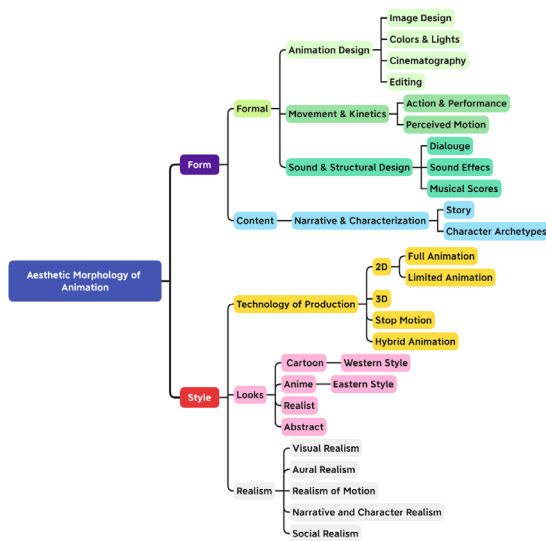 Image Design
Colors & Lights
Animation Design
Cinematography
Editing
Formal
Action & Performance
Movement & Kinetics
Perceived Motion
Dialouge
Form
Sound & Structural Design
Sound Effecs
Musical Scores
Story
Content
Narrative & Characterization
Character Archetypes
Aesthetic Morphology of
Animation
Full Animation
2D
Limited Animation
Technology of Production
3D
Stop Motion
Hybrid Animation
Cartoon
Western Style
Style
Looks
Anime
Eastern Style
Realist
Abstract
Visual Realism
Aural Realism
Realism
Realism of Motion
Narrative and Character Realism
Social Realism